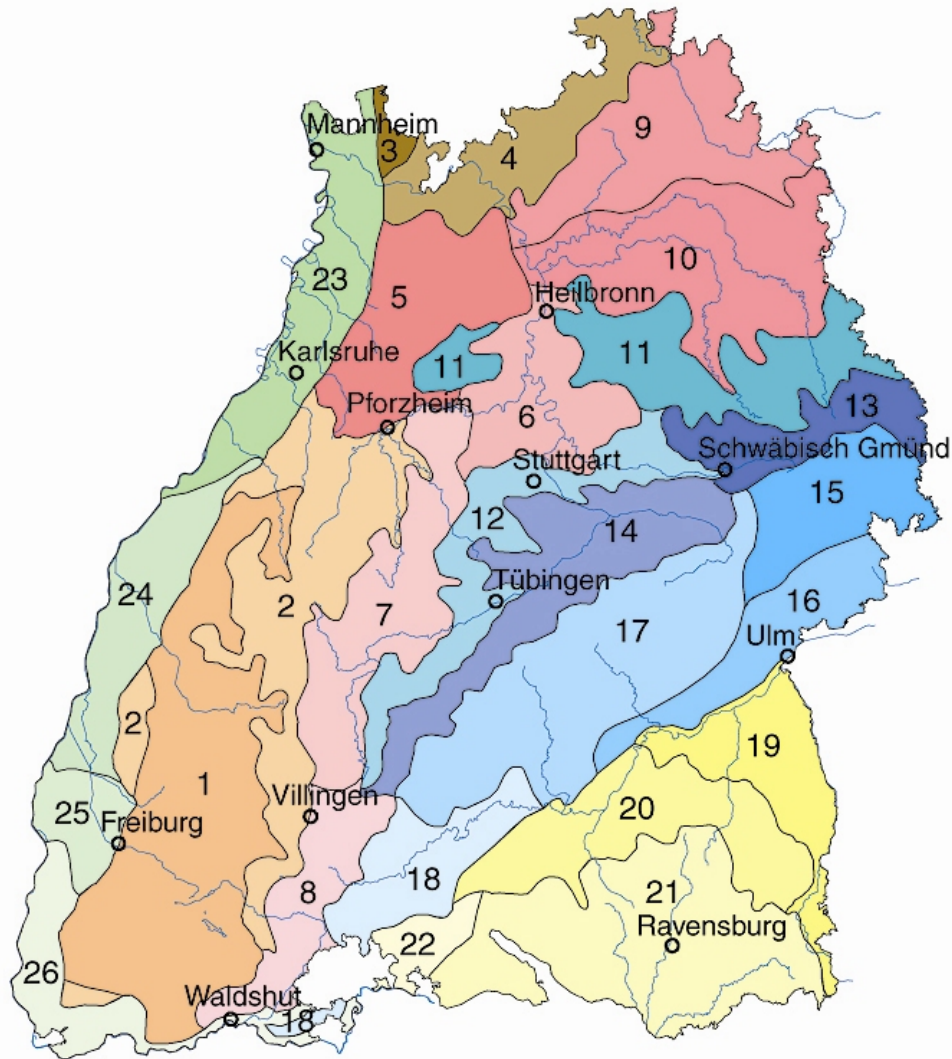 Mannheim
3
4
9
23
5
10
Heilbronn
Karlsruhe
11
11
Pforzheim
13
6
Schwäbisch Gmünd
Stuttgart
15
12
14
Tübingen
24
2
7
17
16
Ulm
2
1
19
Villingen
20
25
Freiburg
8
18
21
Ravensburg
22
26
Waldshut
18